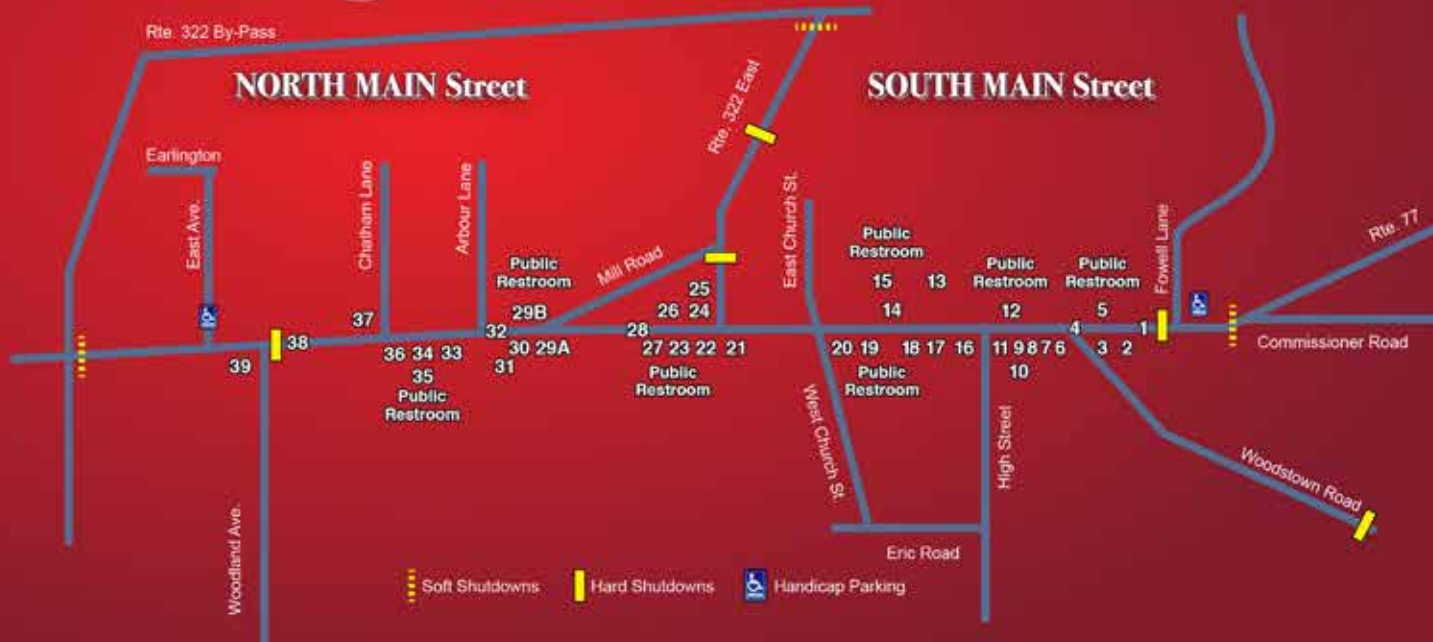 Rte. 322 By-Pass
NORTH MAIN Street
SOUTH MAIN Street
Rte. 322 East
Earlington
East Ave.
Chatham Lane
Arbour Lane
Mill Road
East Church St.
Fowell Lane
Rte. 77
Public
Restroom
29B
Public
Restroom
15
13
14
Public
Restroom
12
Public
Restroom
5
25
26 24
37
38
32
28
4
1
Commissioner Road
39
36 34 33
35
Public
Restroom
30 29A
31
27 23 22 21
Public
Restroom
20 19 18 17 16
Public
Restroom
11 9 8 7 6
10
3 2
West Church St.
High Street
Woodstown Road
Eric Road
Woodland Ave.
Soft Shutdowns
Hard Shutdowns
Handicap Parking